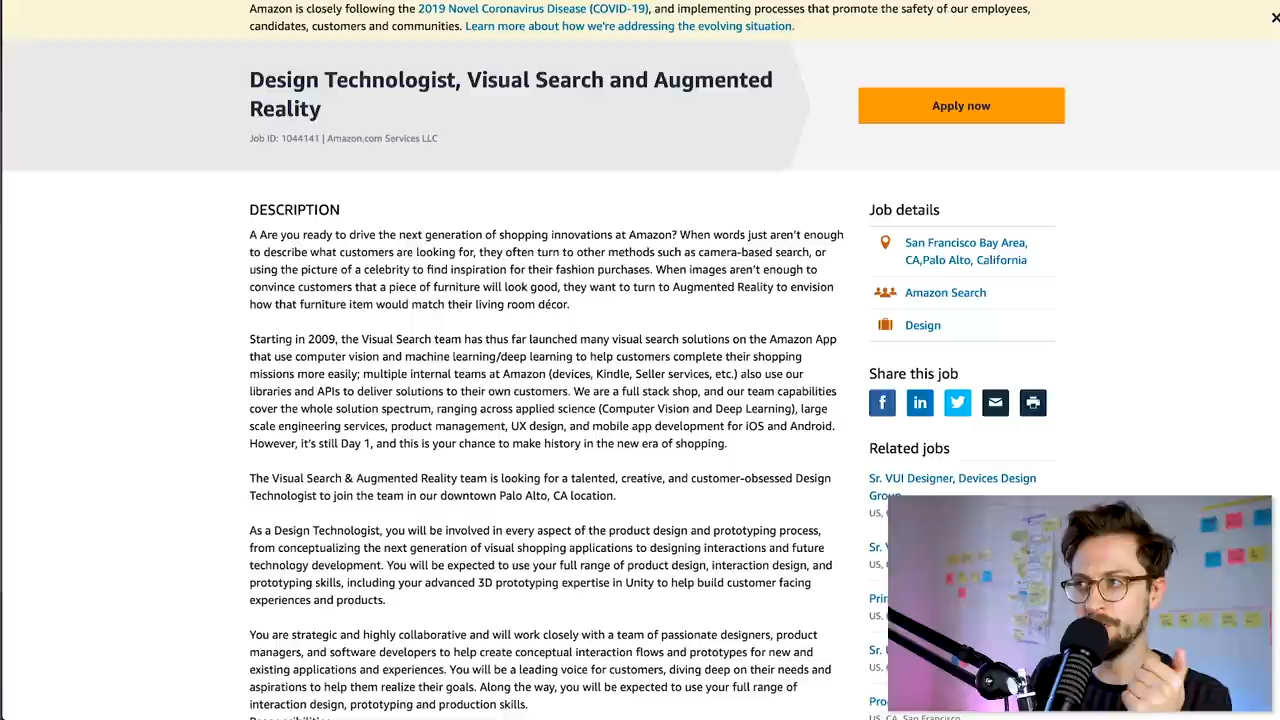 Amazon is closely following the 2019 Novel Coronavirus Disease (COVID-19), and implementing processes that promote the safety of our employees,
candidates, customers and communities. Learn more about how we're addressing the evolving situation.
Design Technologist, Visual Search and Augmented
Reality
Job ID: 1044141 | Amazon.com Services LLC
Apply now
DESCRIPTION
A Are you ready to drive the next generation of shopping innovations at Amazon? When words just aren't enough
to describe what customers are looking for, they often turn to other methods such as camera-based search, or
using the picture of a celebrity to find inspiration for their fashion purchases. When images aren't enough to
convince customers that a piece of furniture will look good, they want to turn to Augmented Reality to envision
how that furniture item would match their living room décor.
Starting in 2009, the Visual Search team has thus far launched many visual search solutions on the Amazon App
that use computer vision and machine learning/deep learning to help customers complete their shopping
missions more easily; multiple internal teams at Amazon (devices, Kindle, Seller services, etc.) also use our
libraries and APIs to deliver solutions to their own customers. We are a full stack shop, and our team capabilities
cover the whole solution spectrum, ranging across applied science (Computer Vision and Deep Learning), large
scale engineering services, product management, UX design, and mobile app development for iOS and Android.
However, it's still Day 1, and this is your chance to make history in the new era of shopping.
The Visual Search & Augmented Reality team is looking for a talented, creative, and customer-obsessed Design
Technologist to join the team in our downtown Palo Alto, CA location.
As a Design Technologist, you will be involved in every aspect of the product design and prototyping process,
from conceptualizing the next generation of visual shopping applications to designing interactions and future
technology development. You will be expected to use your full range of product design, interaction design, and
prototyping skills, including your advanced 3D prototyping expertise in Unity to help build customer facing
experiences and products.
You are strategic and highly collaborative and will work closely with a team of passionate designers, product
managers, and software developers to help create conceptual interaction flows and prototypes for new and
existing applications and experiences. You will be a leading voice for customers, diving deep on their needs and
aspirations to help them realize their goals. Along the way, you will be expected to use your full range of
interaction design, prototyping and production skills.
Job details
San Francisco Bay Area,
CA,Palo Alto, California
Amazon Search
Design
Share this job
Related jobs
Sr. VUI Designer, Devices Design
Group
US,
Sr.
US,
Prin
US,
Sr.
US,
Pro
US, CA, San Francisco